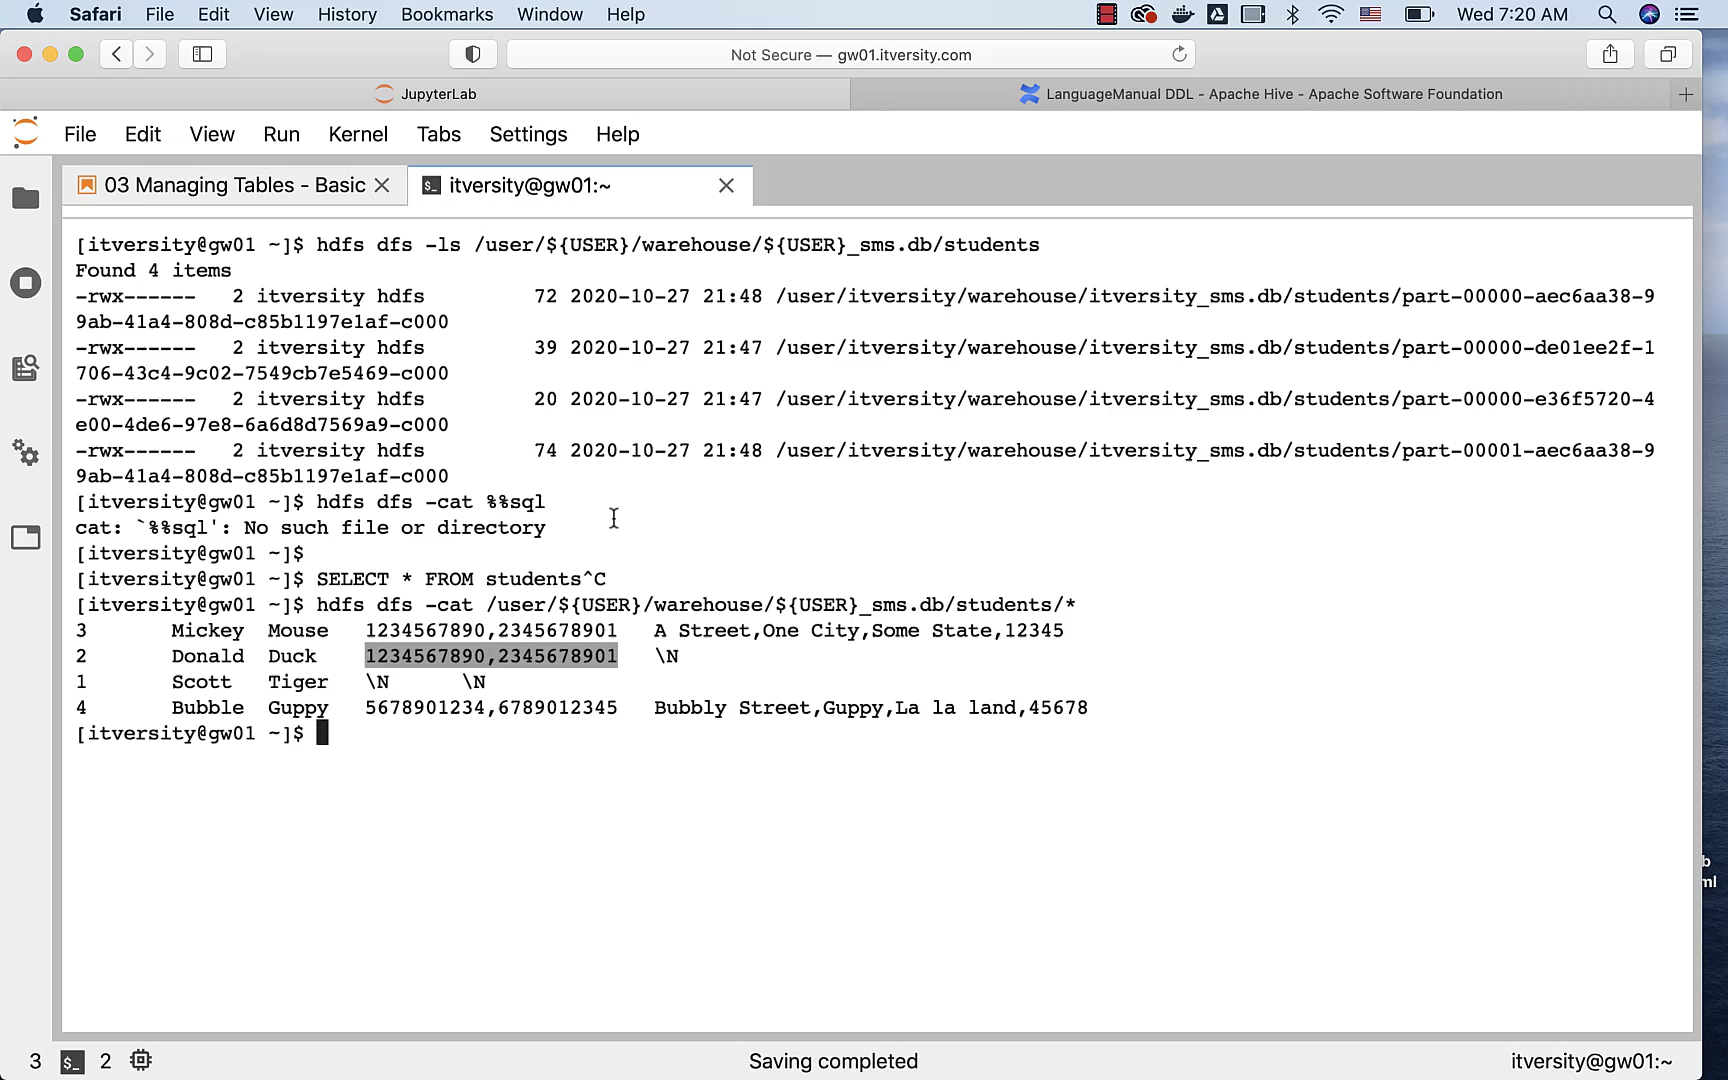 Safari File Edit View History Bookmarks Window Help Wed 7:20 AM
Not Secure — gw01.itversity.com
JupyterLab LanguageManual DDL - Apache Hive - Apache Software Foundation
File Edit View Run Kernel Tabs Settings Help
03 Managing Tables - Basic itversity@gw01:~
[itversity@gw01 ~]$ hdfs dfs -ls /user/${USER}/warehouse/${USER}_sms.db/students
Found 4 items
-rwx------ 2 itversity hdfs 72 2020-10-27 21:48 /user/itversity/warehouse/itversity_sms.db/students/part-00000-aec6aa38-9
9ab-41a4-808d-c85b1197e1af-c000
-rwx------ 2 itversity hdfs 39 2020-10-27 21:47 /user/itversity/warehouse/itversity_sms.db/students/part-00000-de01ee2f-1
706-43c4-9c02-7549cb7e5469-c000
-rwx------ 2 itversity hdfs 20 2020-10-27 21:47 /user/itversity/warehouse/itversity_sms.db/students/part-00000-e36f5720-4
e00-4de6-97e8-6a6d8d7569a9-c000
-rwx------ 2 itversity hdfs 74 2020-10-27 21:48 /user/itversity/warehouse/itversity_sms.db/students/part-00001-aec6aa38-9
9ab-41a4-808d-c85b1197e1af-c000
[itversity@gw01 ~]$ hdfs dfs -cat %%sql
cat: `%%sql': No such file or directory
[itversity@gw01 ~]$
[itversity@gw01 ~]$ SELECT * FROM students^C
[itversity@gw01 ~]$ hdfs dfs -cat /user/${USER}/warehouse/${USER}_sms.db/students/*
3 Mickey Mouse 1234567890,2345678901 A Street,One City,Some State,12345
2 Donald Duck 1234567890,2345678901 \N
1 Scott Tiger \N \N
4 Bubble Guppy 5678901234,6789012345 Bubbly Street,Guppy,La la land,45678
[itversity@gw01 ~]$
b
ml
3 $_ 2 Saving completed itversity@gw01:~